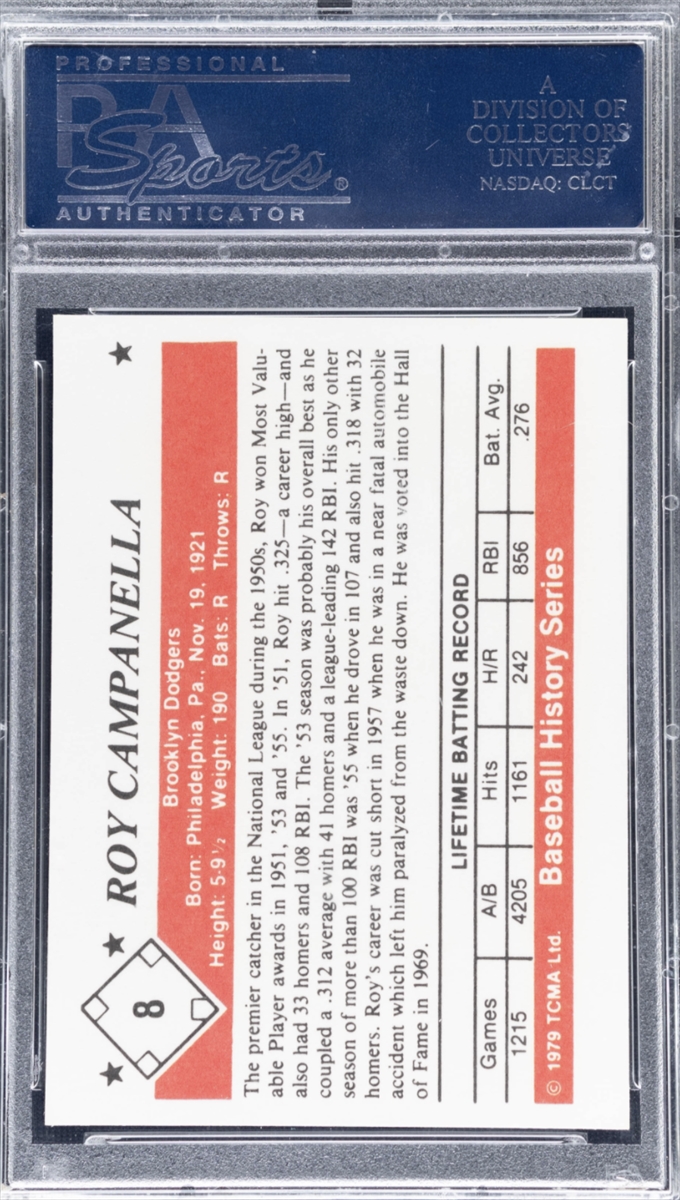 PROFESSIONAL
PSA
Sports®
AUTHENTICATOR
A
DIVISION OF
COLLECTORS
UNIVERSE
NASDAQ: CLCT
8
ROY CAMPANELLA
Brooklyn Dodgers
Born: Philadelphia, Pa., Nov. 19, 1921
Height: 5-9½ Weight: 190 Bats: R Throws: R
The premier catcher in the National League during the 1950s, Roy won Most Valu-
able Player awards in 1951, '53 and '55. In '51, Roy hit .325—a career high—and
also had 33 homers and 108 RBI. The '53 season was probably his overall best as he
coupled a .312 average with 41 homers and a league-leading 142 RBI. His only other
season of more than 100 RBI was '55 when he drove in 107 and also hit .318 with 32
homers. Roy's career was cut short in 1957 when he was in a near fatal automobile
accident which left him paralyzed from the waste down. He was voted into the Hall
of Fame in 1969.
LIFETIME BATTING RECORD
Games A/B Hits H/R RBI Bat. Avg.
1215 4205 1161 242 856 .276
© 1979 TCMA Ltd. Baseball History Series